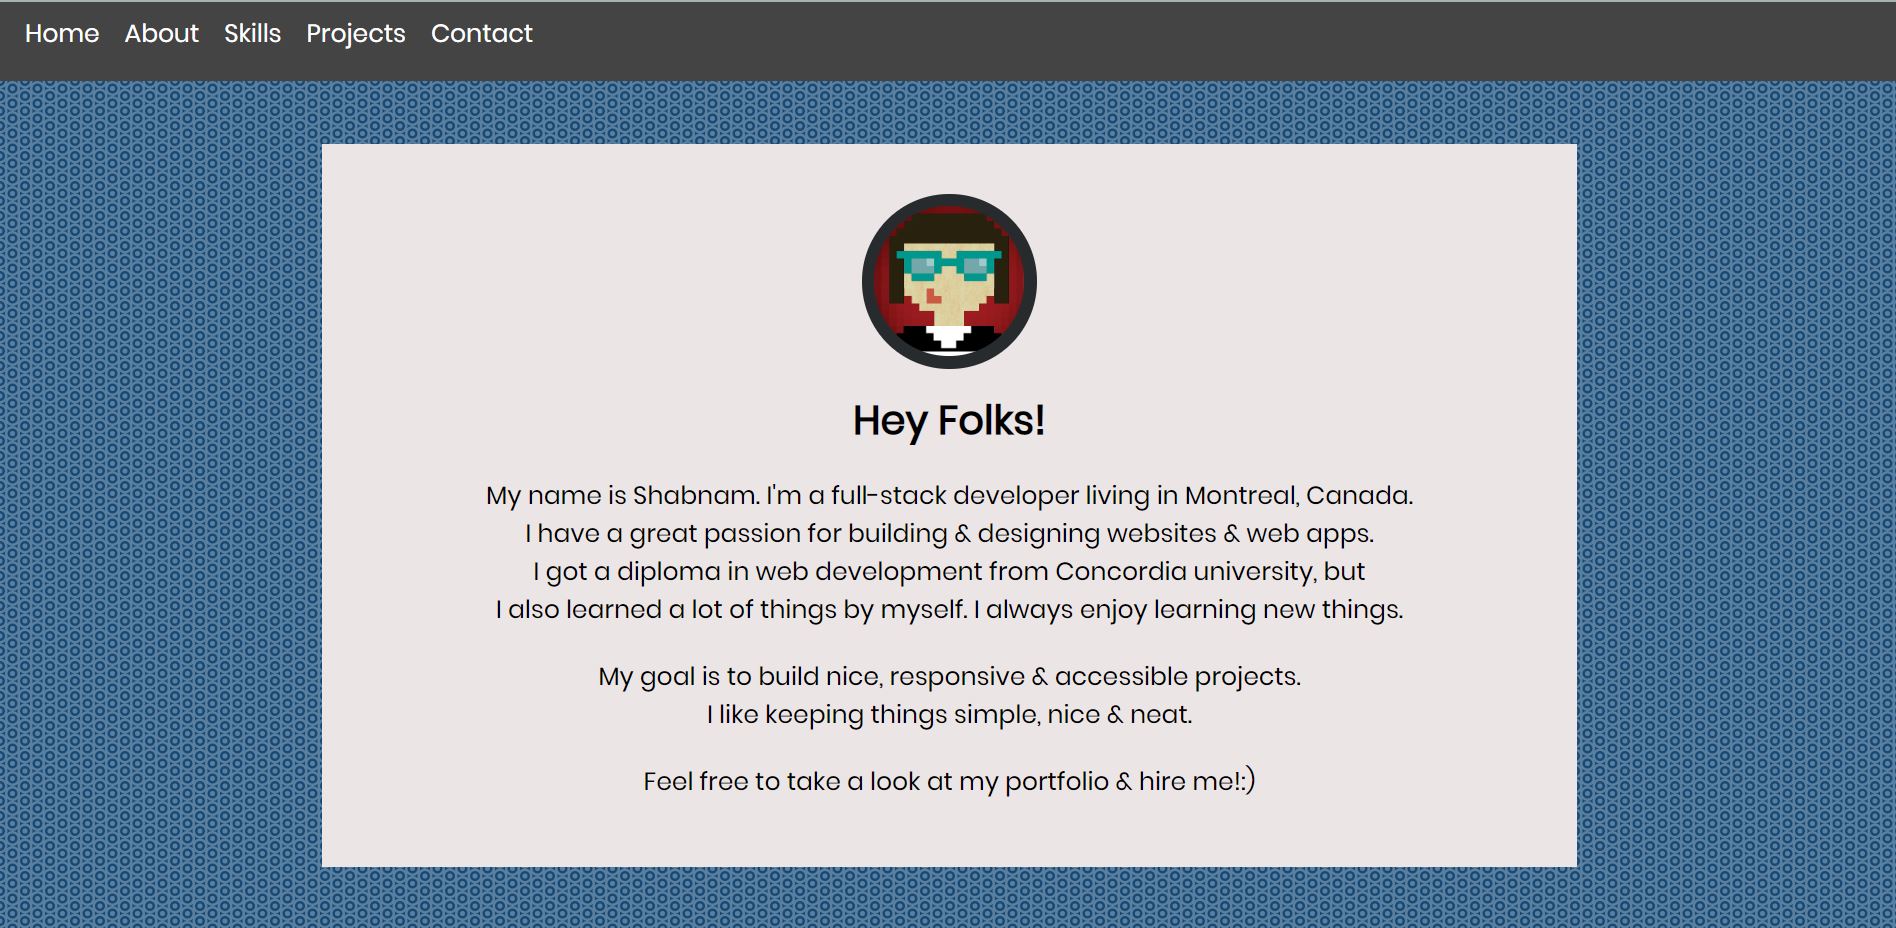 Home About Skills Projects Contact
Hey Folks!
My name is Shabnam. I'm a full-stack developer living in Montreal, Canada.
I have a great passion for building & designing websites & web apps.
I got a diploma in web development from Concordia university, but
I also learned a lot of things by myself. I always enjoy learning new things.
My goal is to build nice, responsive & accessible projects.
I like keeping things simple, nice & neat.
Feel free to take a look at my portfolio & hire me!:)